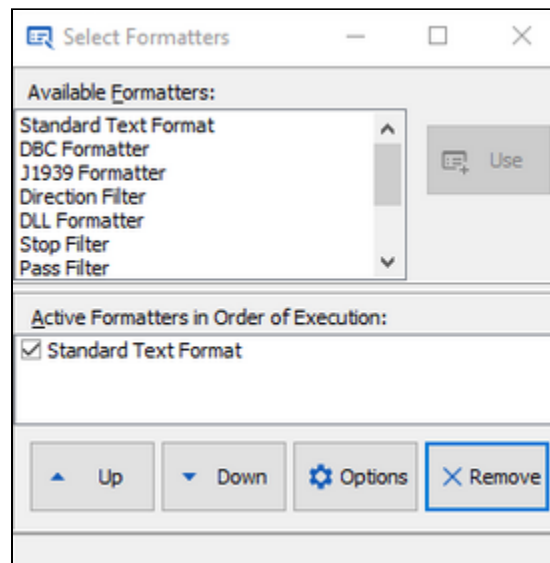 Select Formatters
Available Formatters:
Standard Text Format
DBC Formatter
J1939 Formatter
Direction Filter
DLL Formatter
Stop Filter
Pass Filter
Use
Active Formatters in Order of Execution:
Standard Text Format
Up Down Options Remove